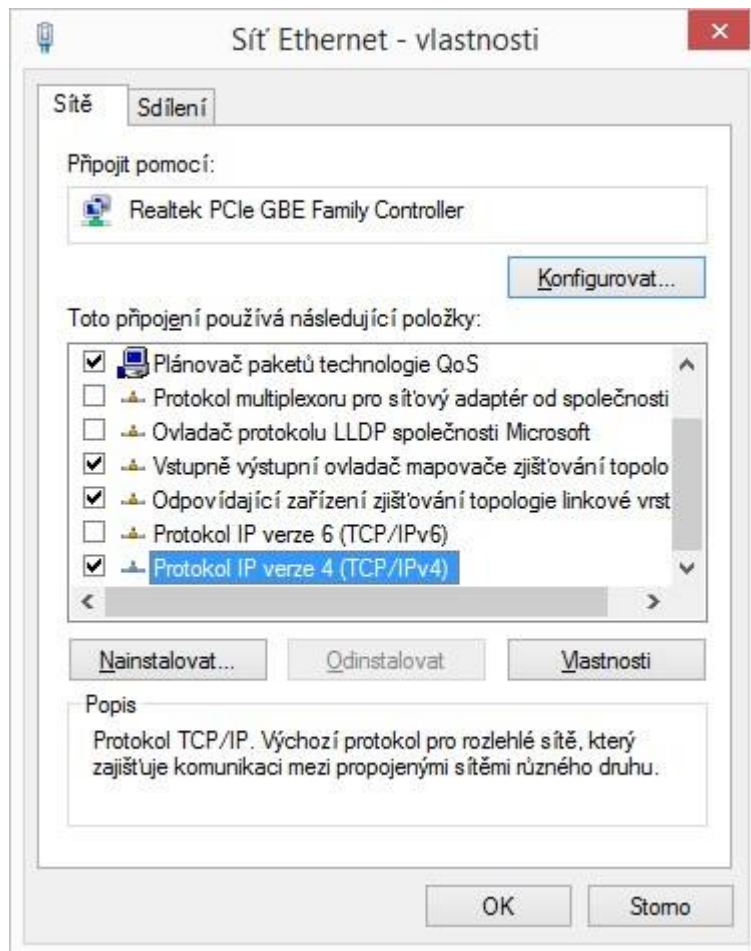 Síť Ethernet - vlastnosti
Sítě Sdílení
Připojit pomocí:
Realtek PCIe GBE Family Controller
Konfigurovat...
Toto připojení používá následující položky:
Plánovač paketů technologie QoS
Protokol multiplexoru pro síťový adaptér od společnosti
Ovladač protokolu LLDP společnosti Microsoft
Vstupně výstupní ovladač mapovače zjišťování topolo
Odpovídající zařízení zjišťování topologie linkové vrst
Protokol IP verze 6 (TCP/IPv6)
Protokol IP verze 4 (TCP/IPv4)
Nainstalovat... Odinstalovat Vlastnosti
Popis
Protokol TCP/IP. Výchozí protokol pro rozlehlé sítě, který
zajišťuje komunikaci mezi propojenými sítěmi různého druhu.
OK Storno